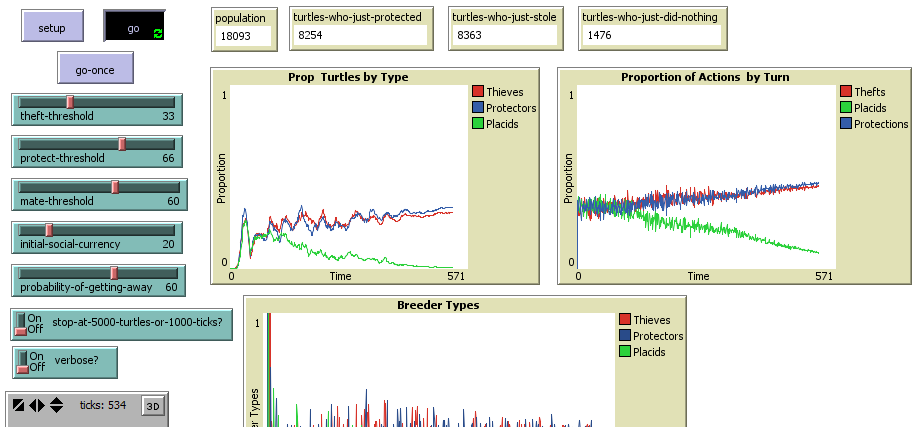 setup
go
go-once
theft-threshold 33
protect-threshold 66
mate-threshold 60
initial-social-currency 20
probability-of-getting-away 60
On
Off
stop-at-5000-turtles-or-1000-ticks?
On
Off
verbose?
ticks: 534
3D
population
18093
turtles-who-just-protected
8254
turtles-who-just-stole
8363
turtles-who-just-did-nothing
1476
Prop Turtles by Type
1
Proportion
0
0
Time
571
Thieves
Protectors
Placids
Proportion of Actions by Turn
1
Proportion
0
0
Time
571
Thefts
Placids
Protections
Breeder Types
1
Types
Thieves
Protectors
Placids